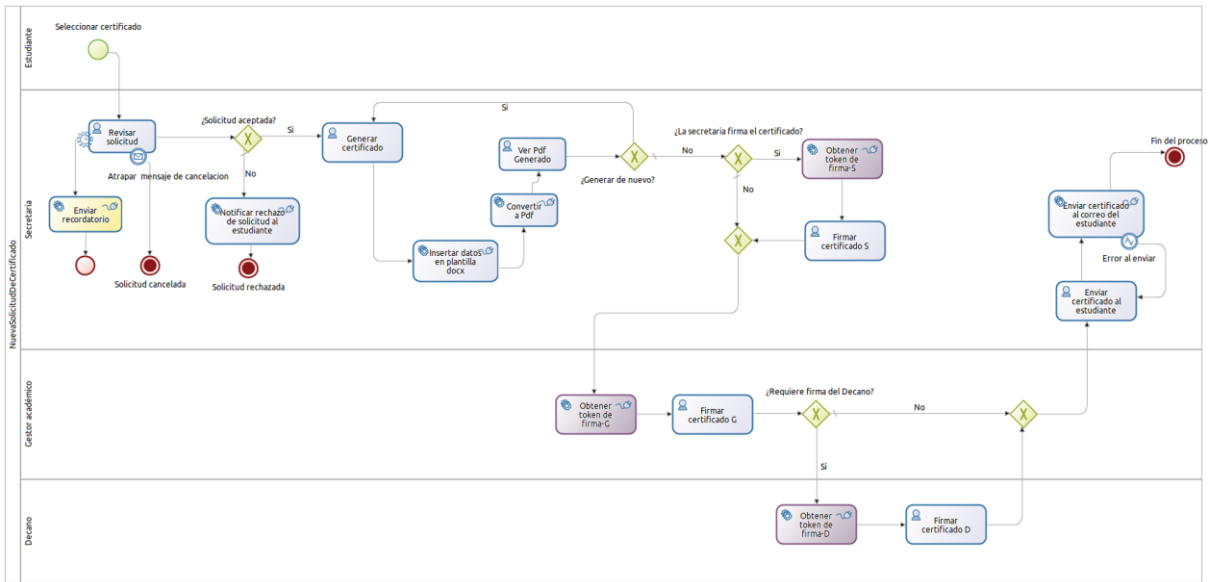 NuevaSolicitudDeCertificado
Estudiante
Seleccionar certificado
Secretaria
Revisar
solicitud
Atrapar mensaje de cancelacion
Enviar
recordatorio
Solicitud cancelada
¿Solicitud aceptada?
Si
No
Notificar rechazo
de solicitud al
estudiante
Solicitud rechazada
Generar
certificado
Insertar datos
en plantilla
docx
Convertir
a Pdf
Ver Pdf
Generado
Si
¿Generar de nuevo?
No
¿La secretaria firma el certificado?
Si
No
Obtener
token de
firma-S
Firmar
certificado S
Fin del proceso
Enviar certificado
al correo del
estudiante
Error al enviar
Enviar
certificado al
estudiante
Gestor académico
Obtener
token de
firma-G
Firmar
certificado G
¿Requiere firma del Decano?
No
Si
Decano
Obtener
token de
firma-D
Firmar
certificado D